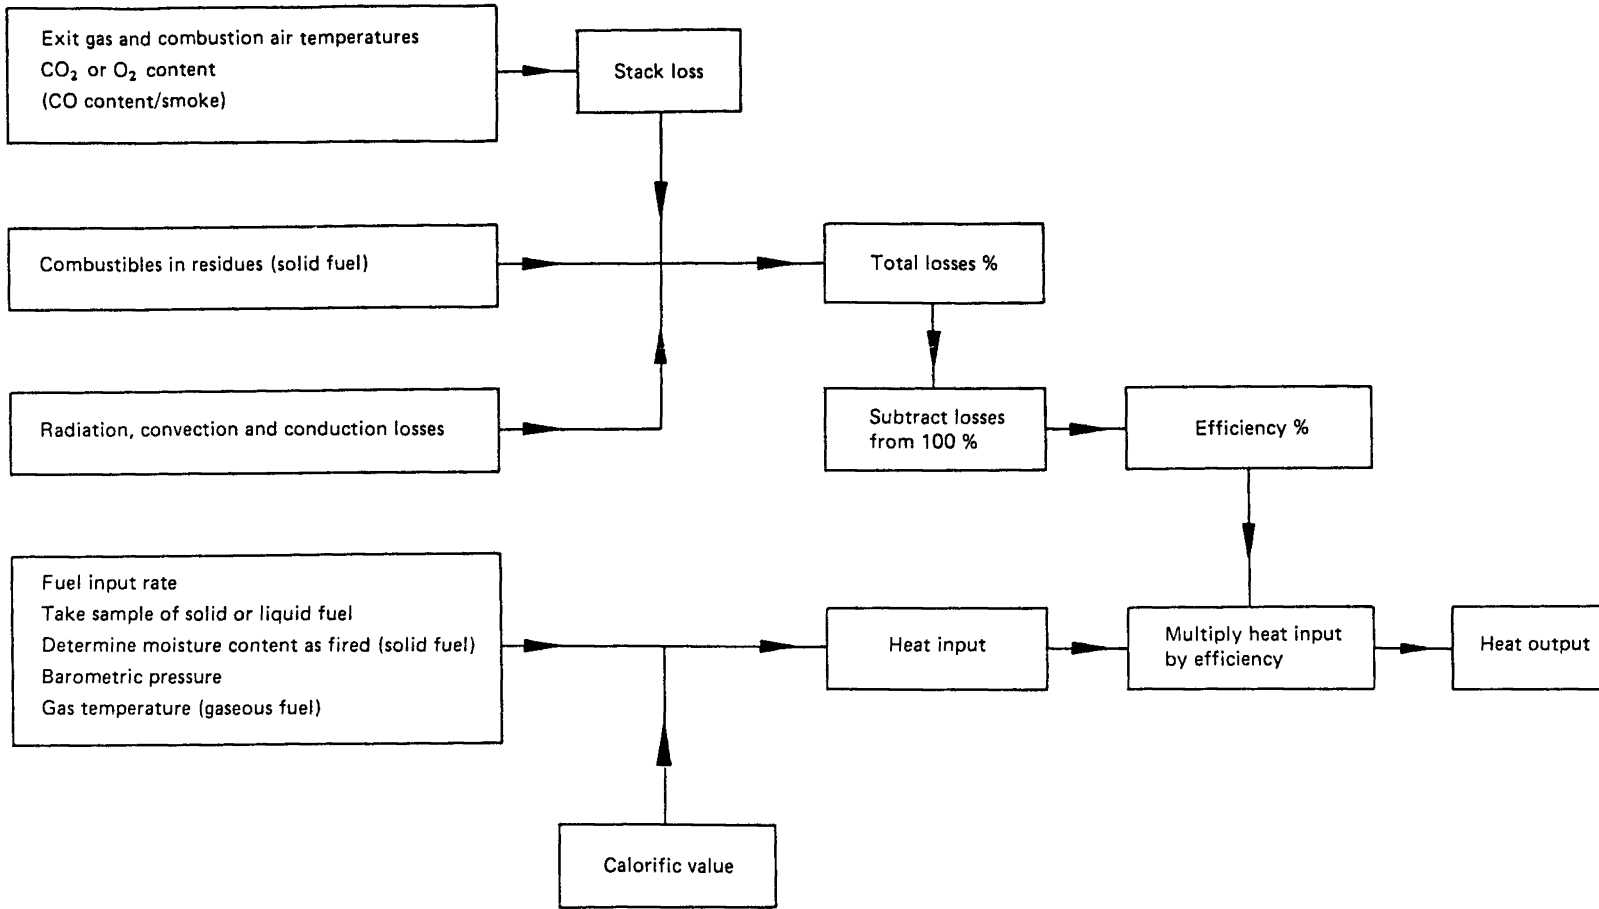 Exit gas and combustion air temperatures
CO₂ or O₂ content
(CO content/smoke)
Stack loss
Combustibles in residues (solid fuel)
Total losses %
Radiation, convection and conduction losses
Subtract losses
from 100 %
Efficiency %
Fuel input rate
Take sample of solid or liquid fuel
Determine moisture content as fired (solid fuel)
Barometric pressure
Gas temperature (gaseous fuel)
Heat input
Multiply heat input
by efficiency
Heat output
Calorific value